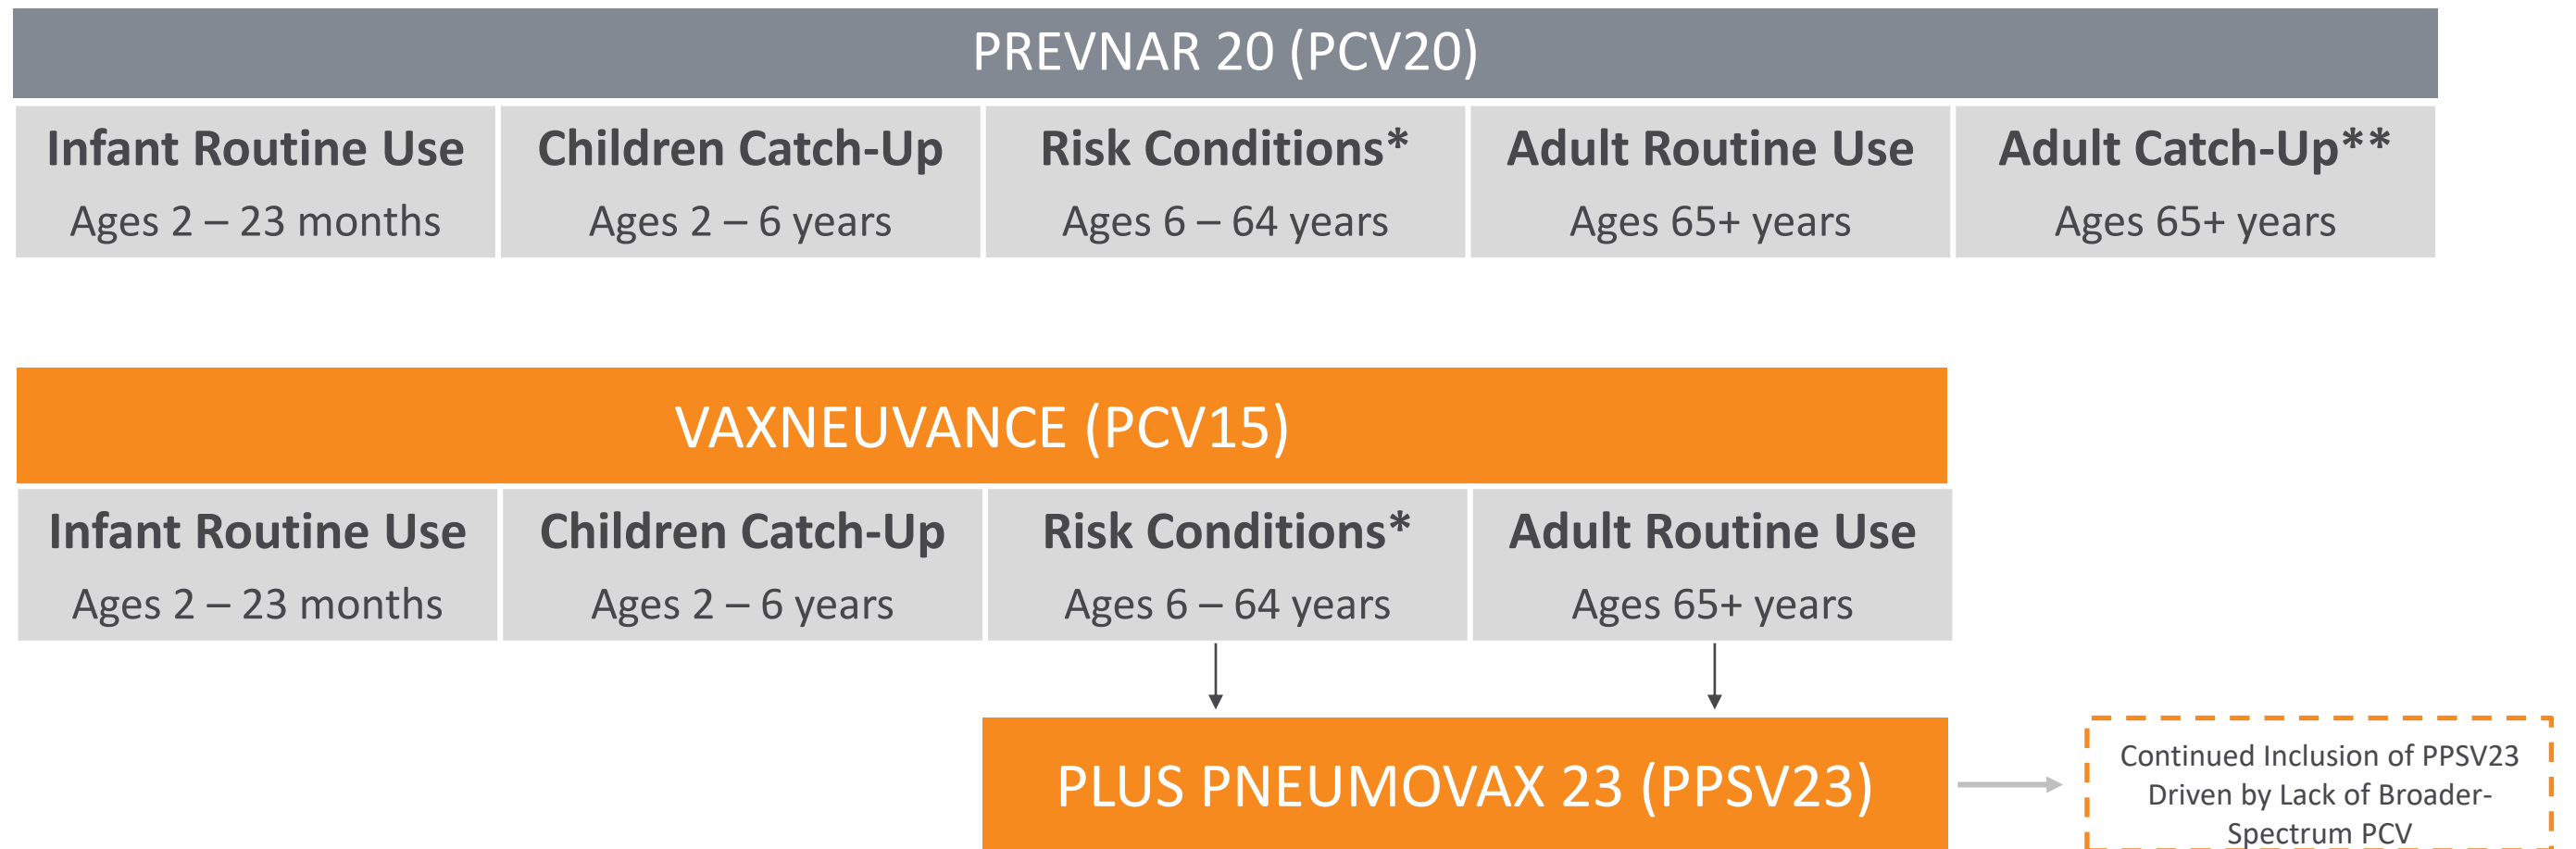 PREVNAR 20 (PCV20)
Infant Routine Use
Ages 2 – 23 months
Children Catch-Up
Ages 2 – 6 years
Risk Conditions*
Ages 6 – 64 years
Adult Routine Use
Ages 65+ years
Adult Catch-Up**
Ages 65+ years
VAXNEUVANCE (PCV15)
Infant Routine Use
Ages 2 – 23 months
Children Catch-Up
Ages 2 – 6 years
Risk Conditions*
Ages 6 – 64 years
Adult Routine Use
Ages 65+ years
PLUS PNEUMOVAX 23 (PPSV23)
Continued Inclusion of PPSV23
Driven by Lack of Broader-
Spectrum PCV